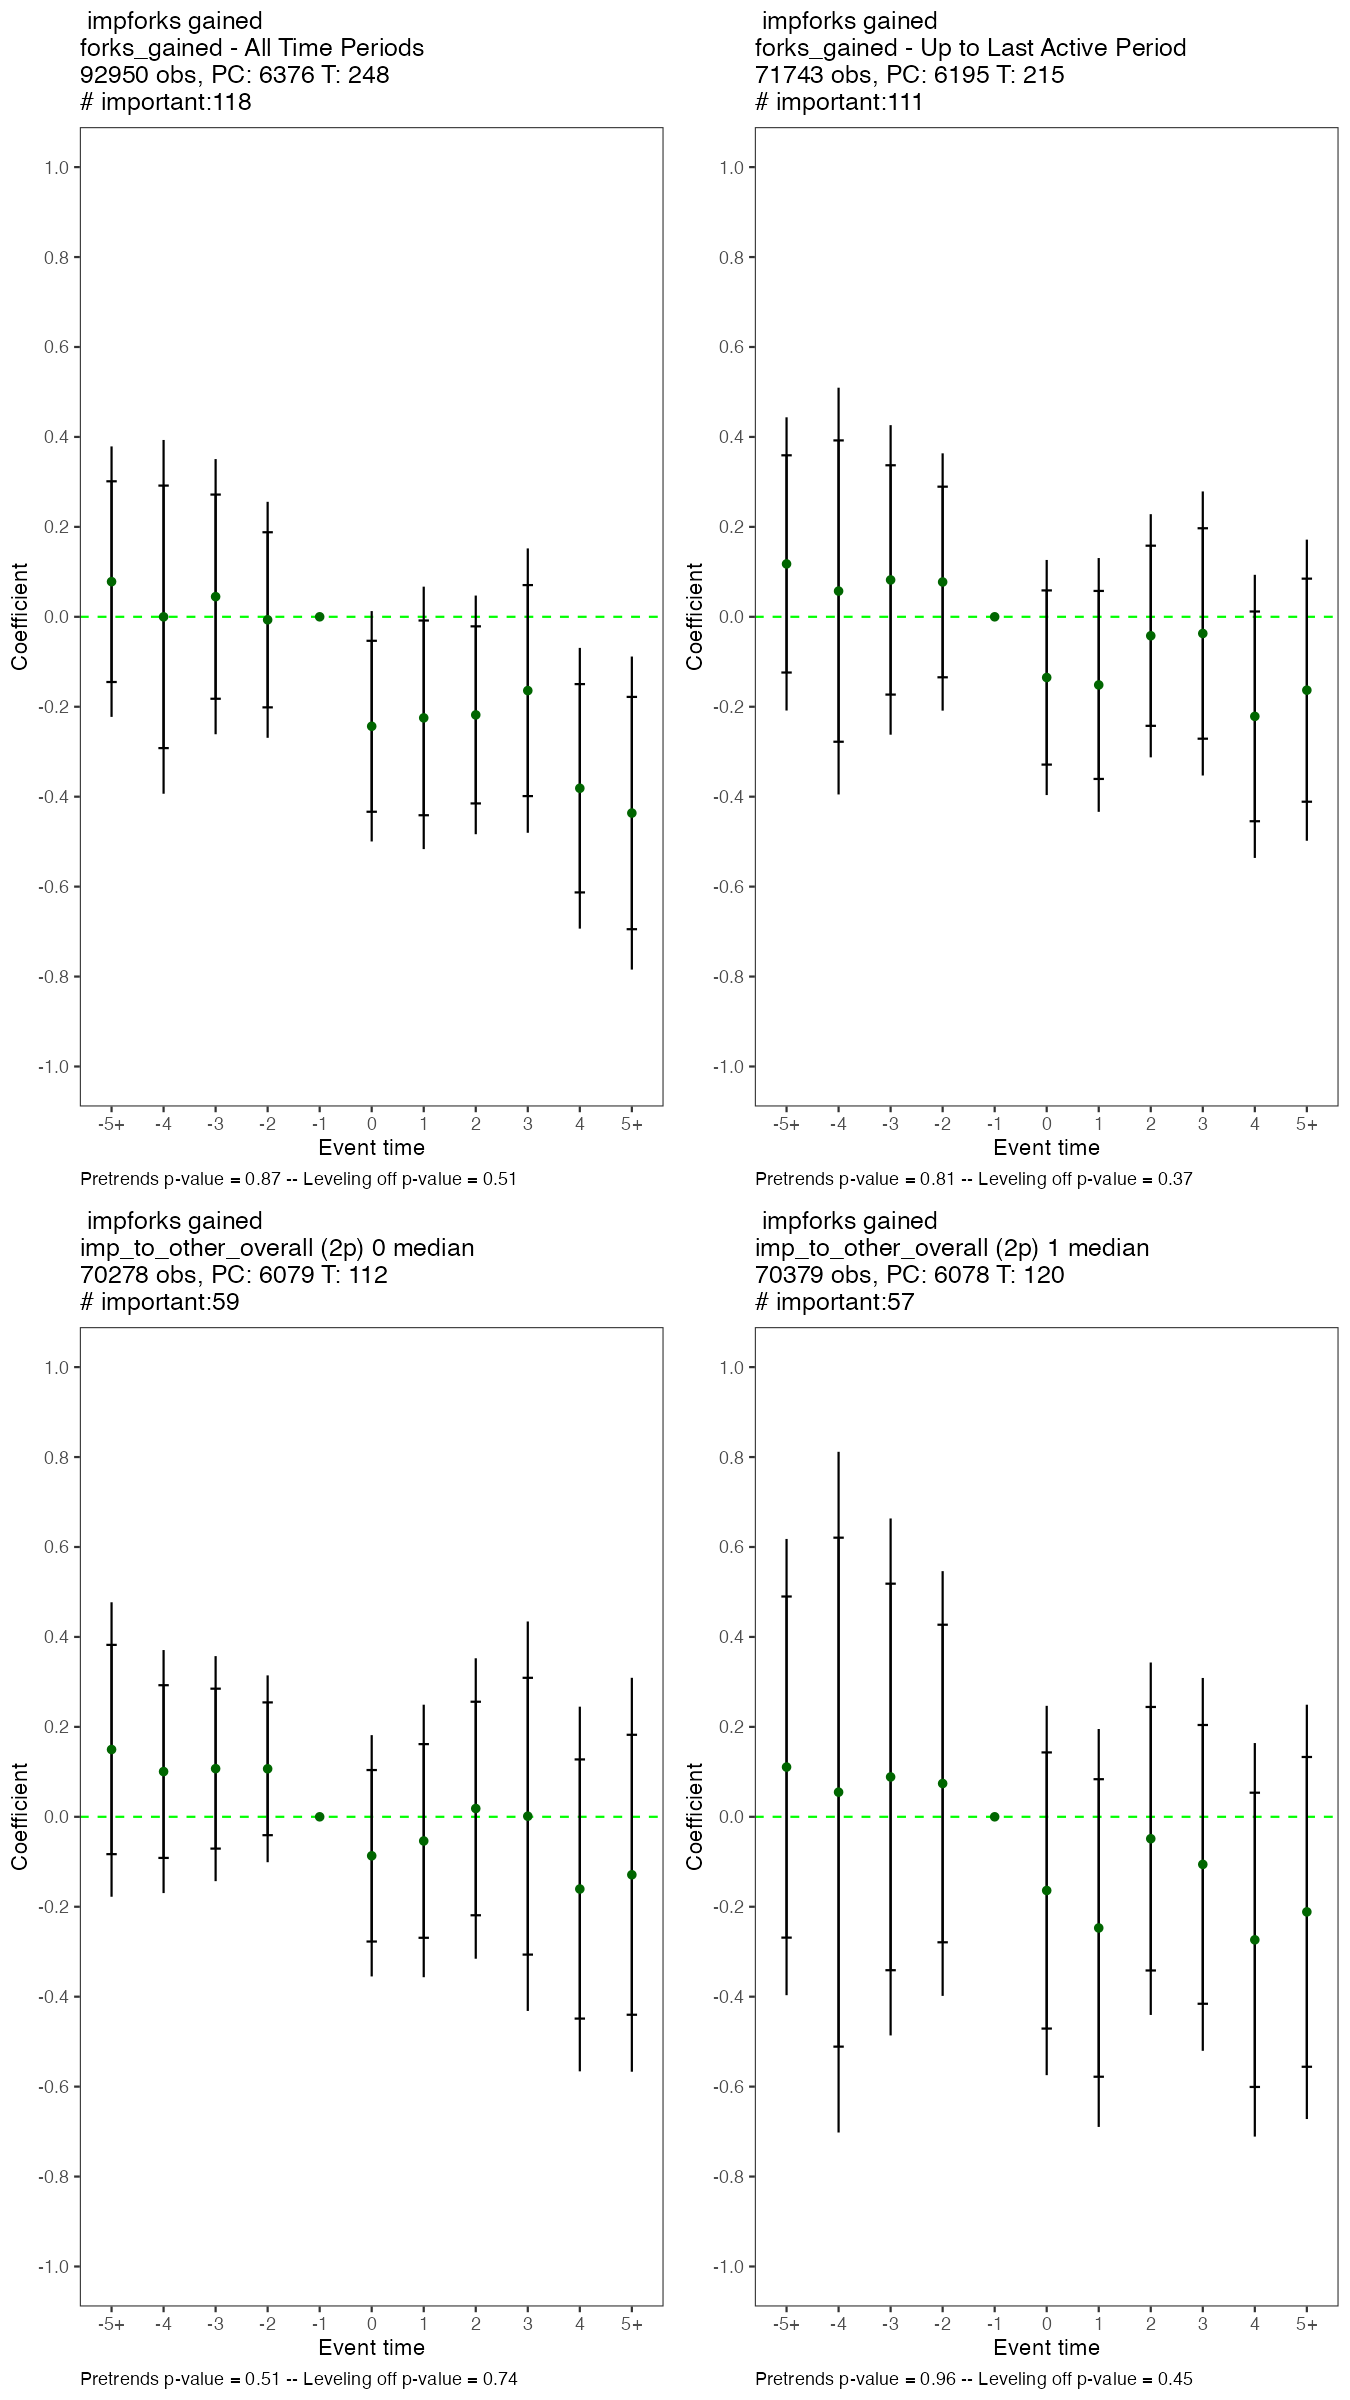 impforks gained
forks_gained - All Time Periods
92950 obs, PC: 6376 T: 248
# important:118
1.0
0.8
0.6
0.4
0.2
0.0
-0.2
-0.4
-0.6
-0.8
-1.0
Coefficient
-5+ -4 -3 -2 -1 0 1 2 3 4 5+
Event time
Pretrends p-value = 0.87 -- Leveling off p-value = 0.51
impforks gained
forks_gained - Up to Last Active Period
71743 obs, PC: 6195 T: 215
# important:111
1.0
0.8
0.6
0.4
0.2
0.0
-0.2
-0.4
-0.6
-0.8
-1.0
Coefficient
-5+ -4 -3 -2 -1 0 1 2 3 4 5+
Event time
Pretrends p-value = 0.81 -- Leveling off p-value = 0.37
impforks gained
imp_to_other_overall (2p) 0 median
70278 obs, PC: 6079 T: 112
# important:59
1.0
0.8
0.6
0.4
0.2
0.0
-0.2
-0.4
-0.6
-0.8
-1.0
Coefficient
-5+ -4 -3 -2 -1 0 1 2 3 4 5+
Event time
Pretrends p-value = 0.51 -- Leveling off p-value = 0.74
impforks gained
imp_to_other_overall (2p) 1 median
70379 obs, PC: 6078 T: 120
# important:57
1.0
0.8
0.6
0.4
0.2
0.0
-0.2
-0.4
-0.6
-0.8
-1.0
Coefficient
-5+ -4 -3 -2 -1 0 1 2 3 4 5+
Event time
Pretrends p-value = 0.96 -- Leveling off p-value = 0.45